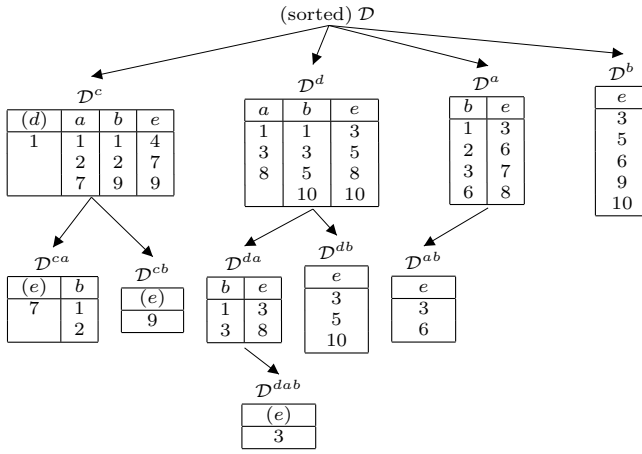 (sorted) D
D^c
D^d
D^a
D^b
(d) a b e
1 1 1 4
2 2 7
7 9 9
a b e
1 1 3
3 3 5
8 5 8
10 10
b e
1 3
2 6
3 7
6 8
e
3
5
6
9
10
D^ca
D^cb
D^da
D^db
D^ab
(e) b
7 1
2
(e)
9
b e
1 3
3 8
e
3
5
10
e
3
6
D^dab
(e)
3